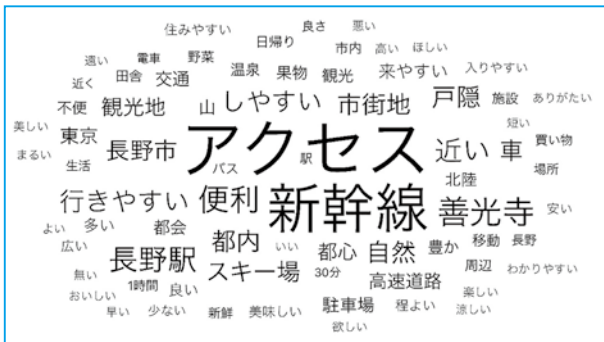 住みやすい 良さ 悪い
日帰り 市内 高い ほしい
遠い 電車 野菜 温泉 果物 観光 来やすい 入りやすい
近く 田舎 交通
不便 観光地 山 しやすい 市街地 戸隠 施設 ありがたい
美しい 東京 長野市 アクセス 近い 車 短い 買い物
まるい 生活 バス 駅 北陸 場所
行きやすい 便利 新幹線 善光寺 安い
よい 多い 都会 都内 いい 都心 自然 豊か 移動 長野
広い 長野駅 スキー場 30分 高速道路 周辺 わかりやすい
無い 1時間 良い
おいしい 駐車場 程よい 楽しい
早い 少ない 新鮮 美味しい 涼しい
欲しい